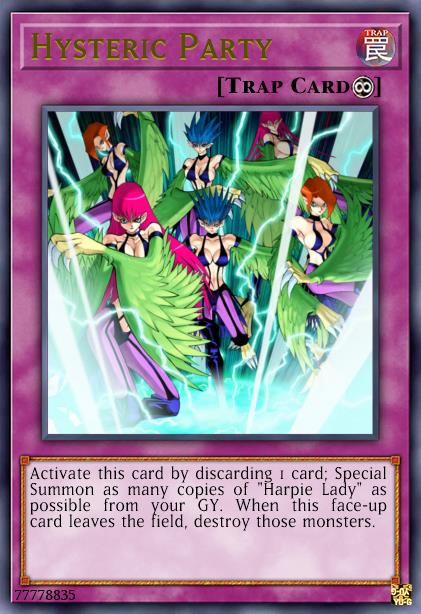 Hysteric Party
TRAP
罠
[Trap Card]
Activate this card by discarding 1 card; Special
Summon as many copies of "Harpie Lady" as
possible from your GY. When this face-up
card leaves the field, destroy those monsters.
77778835